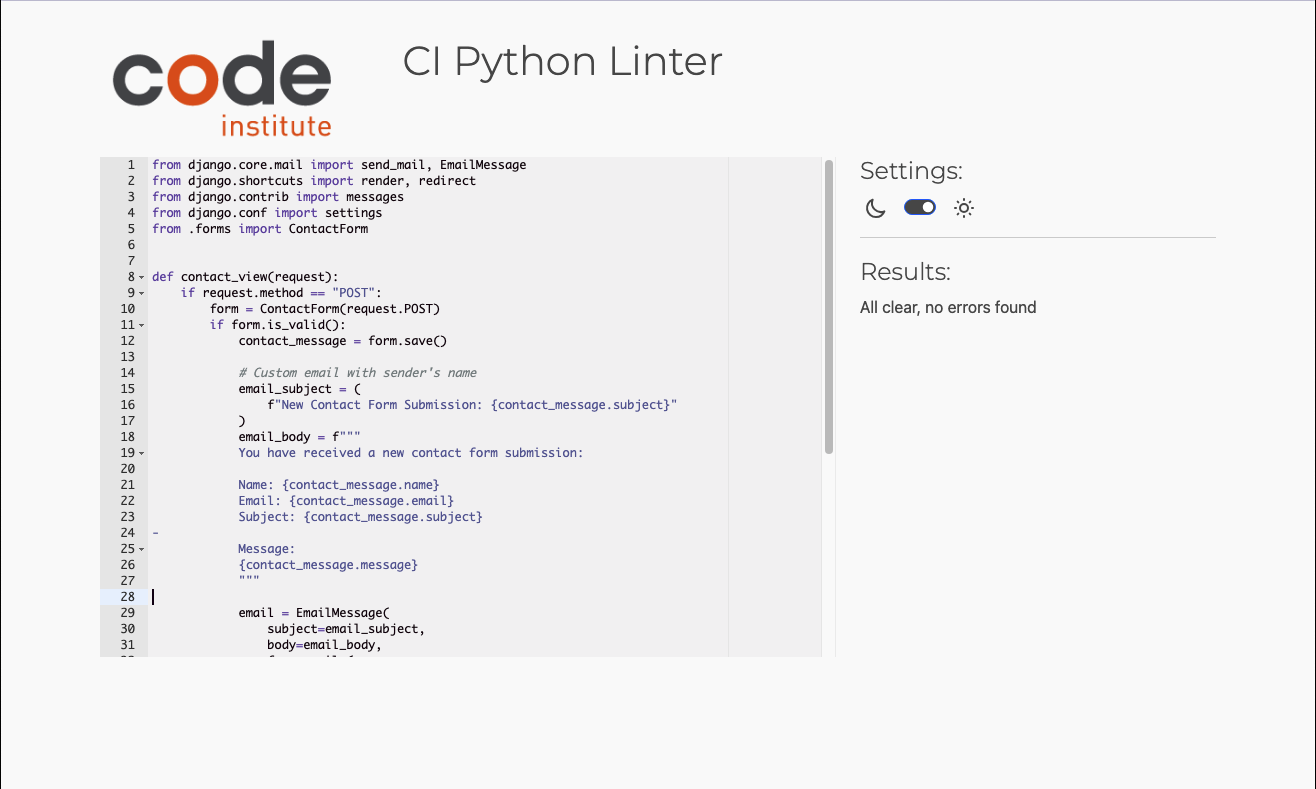 code
institute
CI Python Linter
1 from django.core.mail import send_mail, EmailMessage
2 from django.shortcuts import render, redirect
3 from django.contrib import messages
4 from django.conf import settings
5 from .forms import ContactForm
6
7
8 def contact_view(request):
9     if request.method == "POST":
10         form = ContactForm(request.POST)
11         if form.is_valid():
12             contact_message = form.save()
13
14             # Custom email with sender's name
15             email_subject = (
16                 f"New Contact Form Submission: {contact_message.subject}"
17             )
18             email_body = f"""
19             You have received a new contact form submission:
20
21             Name: {contact_message.name}
22             Email: {contact_message.email}
23             Subject: {contact_message.subject}
24 -
25             Message:
26             {contact_message.message}
27             """
28
29             email = EmailMessage(
30                 subject=email_subject,
31                 body=email_body,
Settings:
Results:
All clear, no errors found